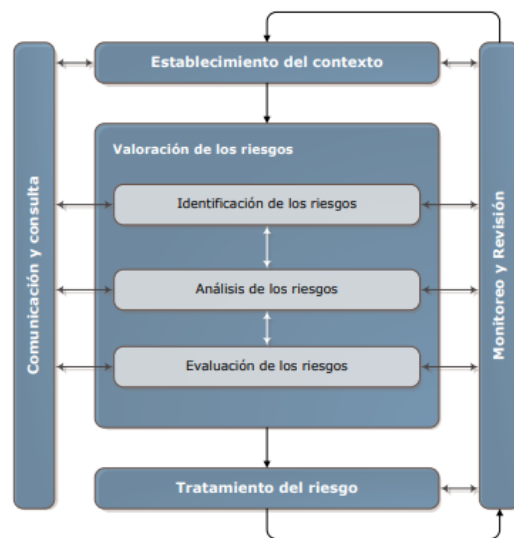 Establecimiento del contexto
Valoración de los riesgos
Identificación de los riesgos
Análisis de los riesgos
Evaluación de los riesgos
Tratamiento del riesgo
Comunicación y consulta
Monitoreo y Revisión